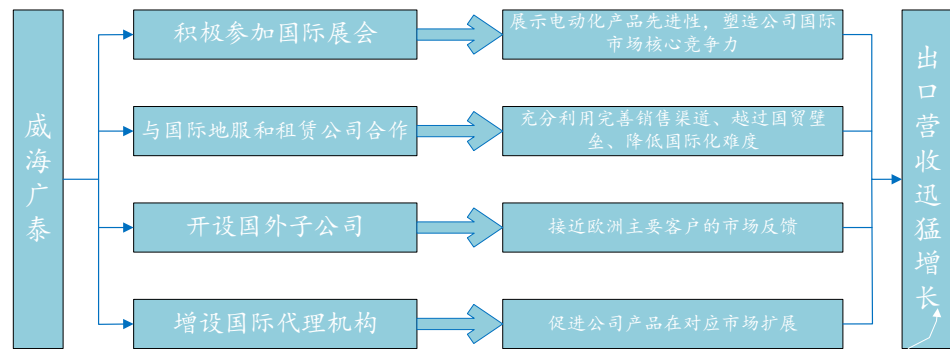 威海广泰
积极参加国际展会
展示电动化产品先进性，塑造公司国际
市场核心竞争力
与国际地服和租赁公司合作
充分利用完善销售渠道、越过国贸壁
垒、降低国际化难度
开设国外子公司
接近欧洲主要客户的市场反馈
增设国际代理机构
促进公司产品在对应市场扩展
出口营收迅猛增长